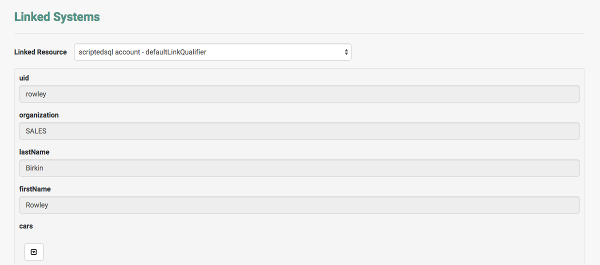 Linked Systems
Linked Resource scriptedsql account - defaultLinkQualifier
uid
rowley
organization
SALES
lastName
Birkin
firstName
Rowley
cars